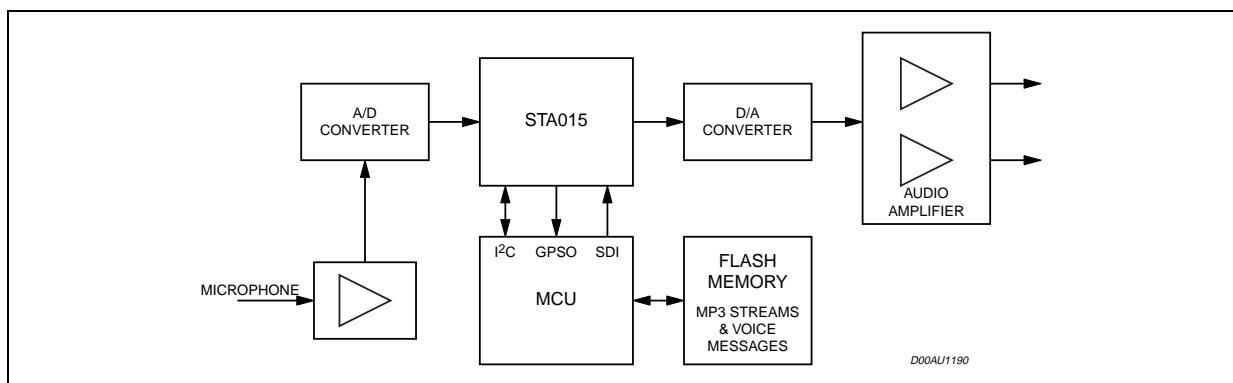 A/D
CONVERTER
STA015
D/A
CONVERTER
AUDIO
AMPLIFIER
I²C GPSO SDI
MCU
MICROPHONE
FLASH
MEMORY
MP3 STREAMS
& VOICE
MESSAGES
D00AU1190